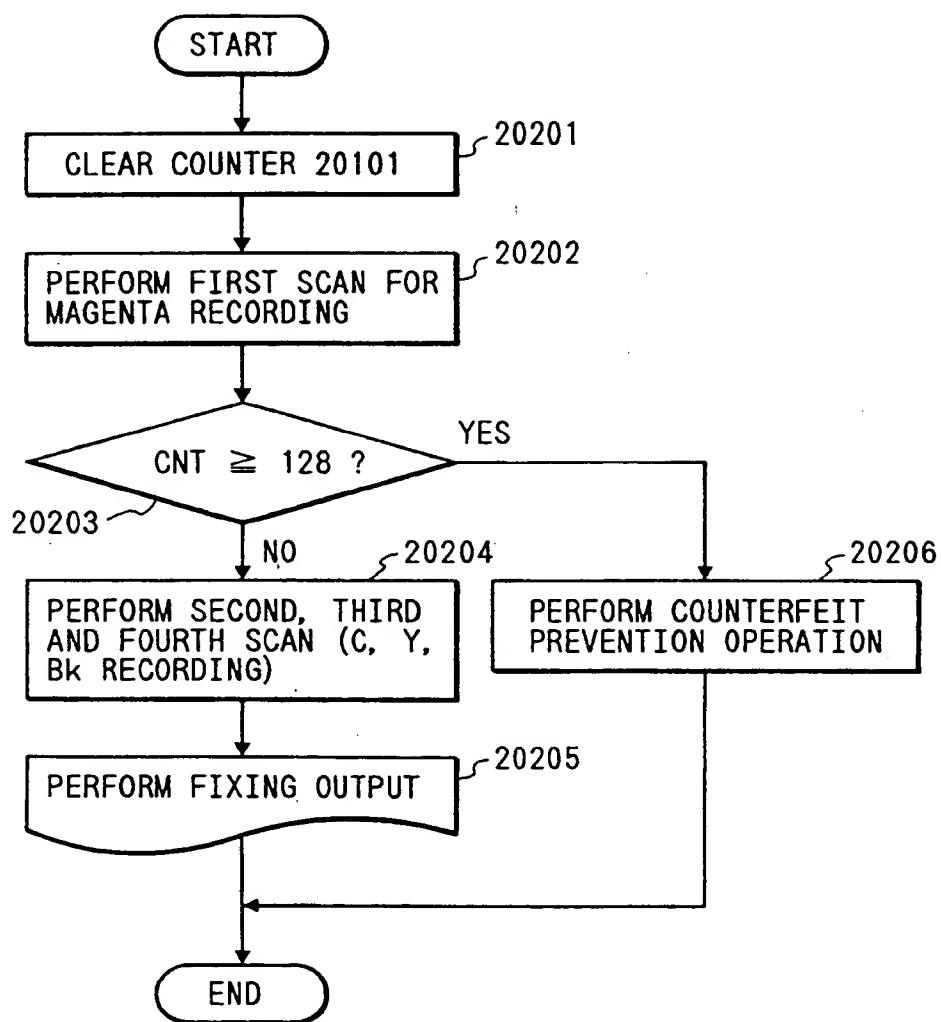 START
CLEAR COUNTER 20101
20201
PERFORM FIRST SCAN FOR
MAGENTA RECORDING
20202
CNT ≧ 128 ?
YES
20203
NO
20204
PERFORM SECOND, THIRD
AND FOURTH SCAN (C, Y,
Bk RECORDING)
20206
PERFORM COUNTERFEIT
PREVENTION OPERATION
20205
PERFORM FIXING OUTPUT
END